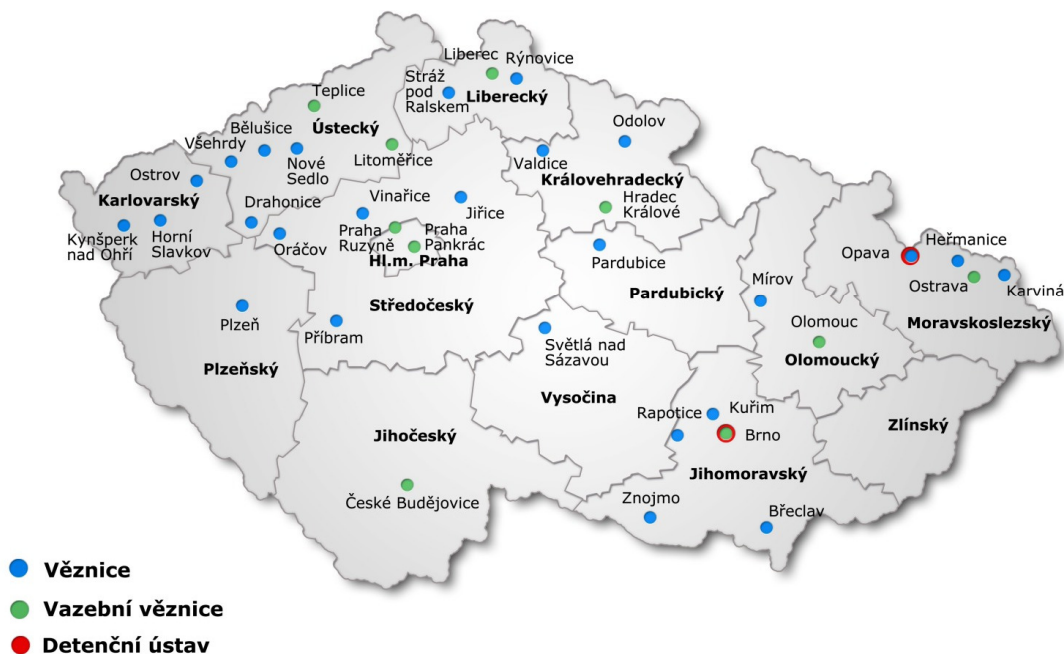 Liberec
Rýnovice
Stráž
pod
Ralskem
Liberecký
Teplice
Ústecký
Bělušice
Všehrdy
Nové
Sedlo
Litoměřice
Odolov
Valdice
Královehradecký
Hradec
Králové
Ostrov
Karlovarský
Kynšperk
nad Ohří
Horní
Slavkov
Drahonice
Oráčov
Vinařice
Jiřice
Praha
Ruzyně
Praha
Pankrác
Hl.m. Praha
Středočeský
Příbram
Plzeň
Plzeňský
Pardubice
Pardubický
Mírov
Opava
Heřmanice
Ostrava
Karviná
Moravskoslezský
Olomouc
Olomoucký
Světlá nad
Sázavou
Vysočina
Rapotice
Kuřim
Brno
Jihomoravský
Zlínský
Jihočeský
České Budějovice
Znojmo
Břeclav
Věznice
Vazební věznice
Detenční ústav